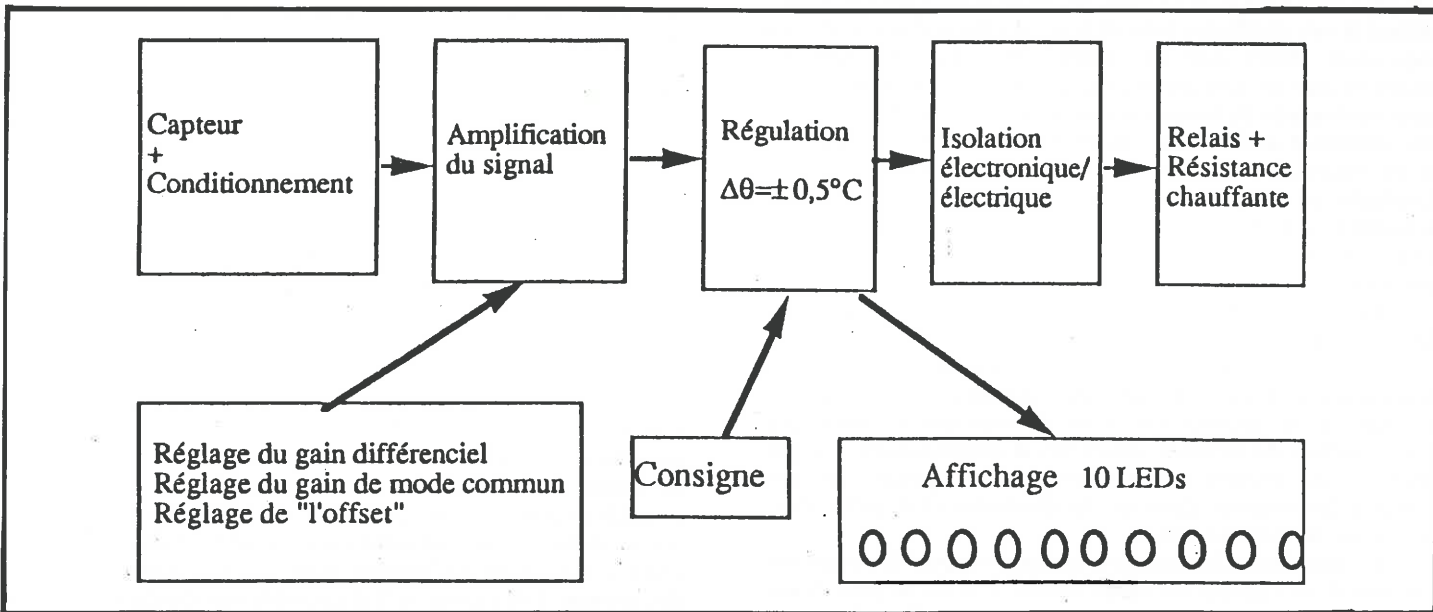 Capteur
+
Conditionnement
Amplification
du signal
Régulation
Δθ=± 0,5°C
Isolation
électronique/
électrique
Relais +
Résistance
chauffante
Réglage du gain différenciel
Réglage du gain de mode commun
Réglage de "l'offset"
Consigne
Affichage 10 LEDs